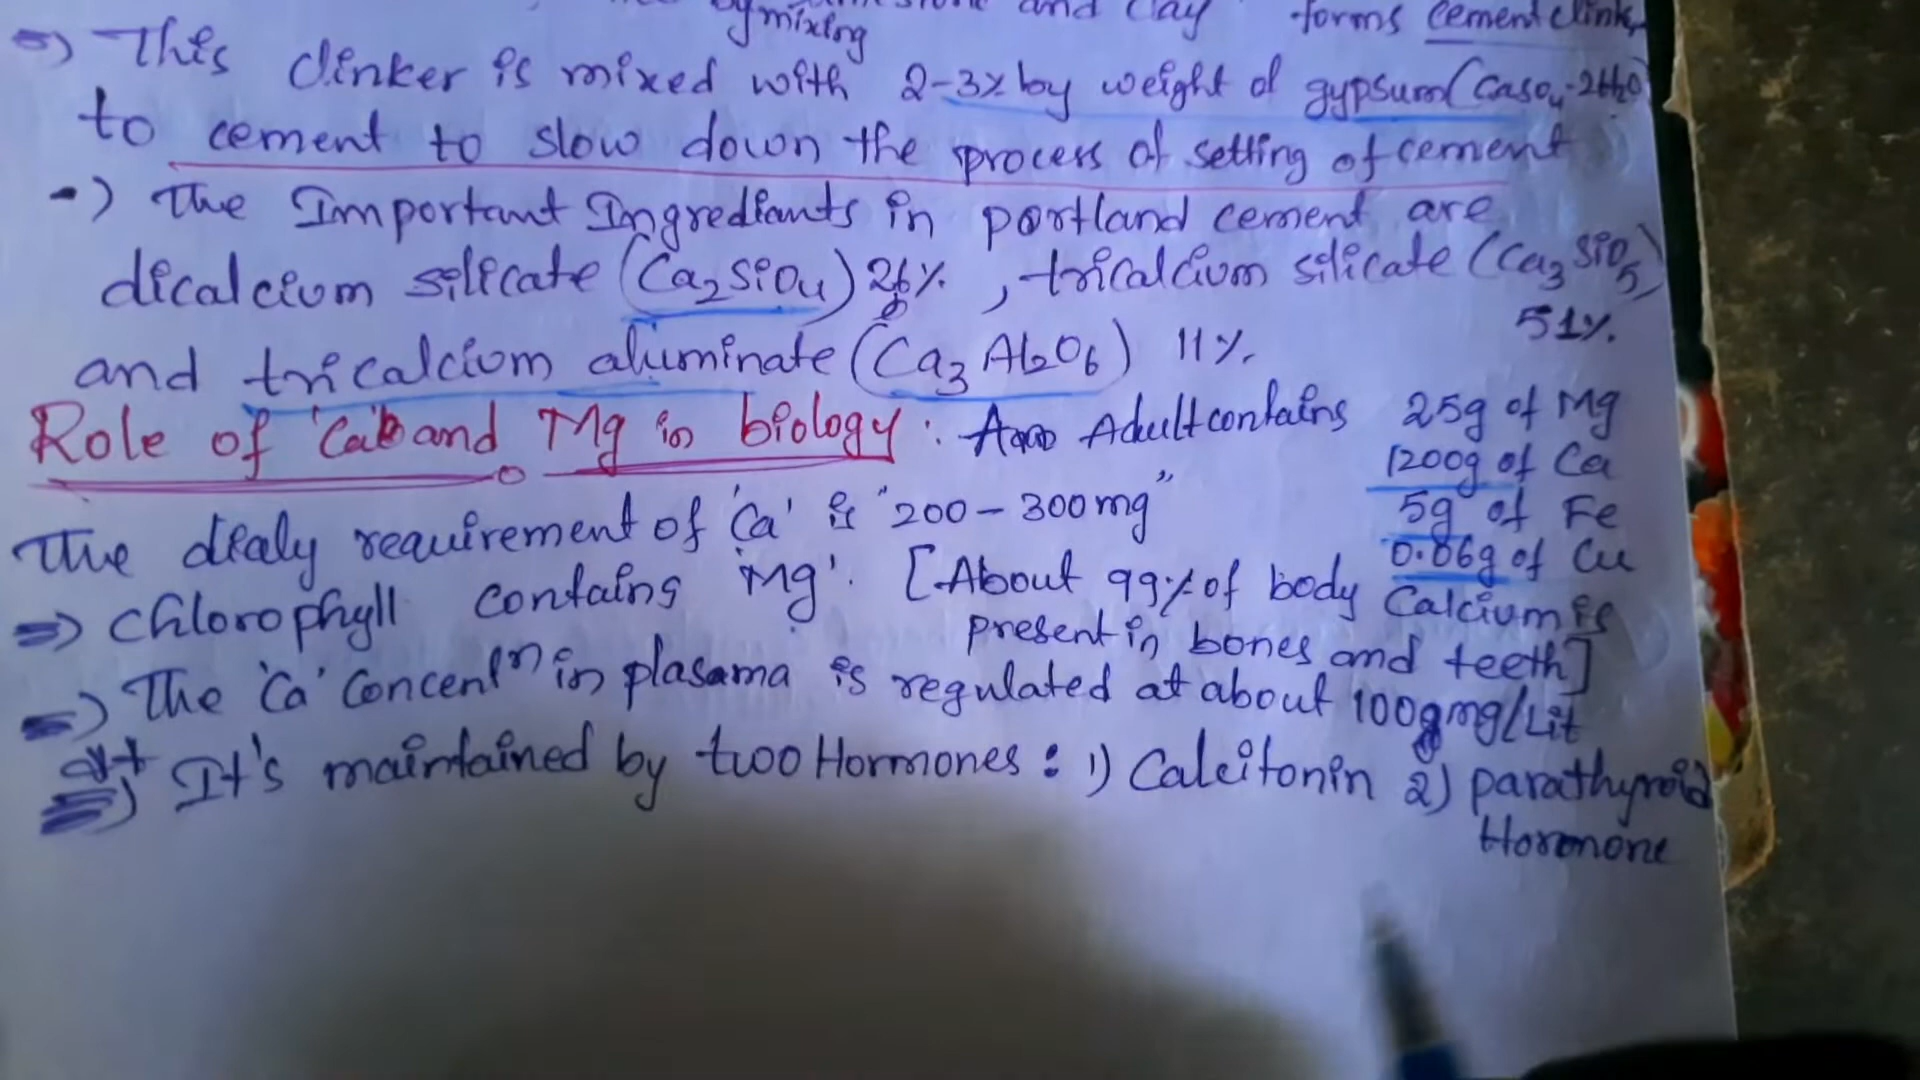 by mixing and clay forms cement clink
⇒) This clinker is mixed with 2-3% by weight of gypsum(CaSO4·2H2O)
to cement to slow down the process of setting of cement
-) The Important Ingrediants in portland cement are
dicalcium silicate (Ca2SiO4) 26%, tricalcium silicate (Ca3SiO5)
51%.
and tricalcium aluminate (Ca3Al2O6) 11%.
Role of 'Ca' and Mg in biology: Adult contains 25g of Mg
1200g of Ca
5g of Fe
0.06g of Cu
The dialy requirement of 'Ca' is "200-300mg"
⇒) Chlorophyll contains 'Mg'. [About 99% of body Calcium is
present in bones and teeth]
⇒) The 'Ca' Concentn in plasama is regulated at about 100mg/Lit
⇒) It's maintained by two Hormones: 1) Calcitonin 2) parathyroid
Hormone